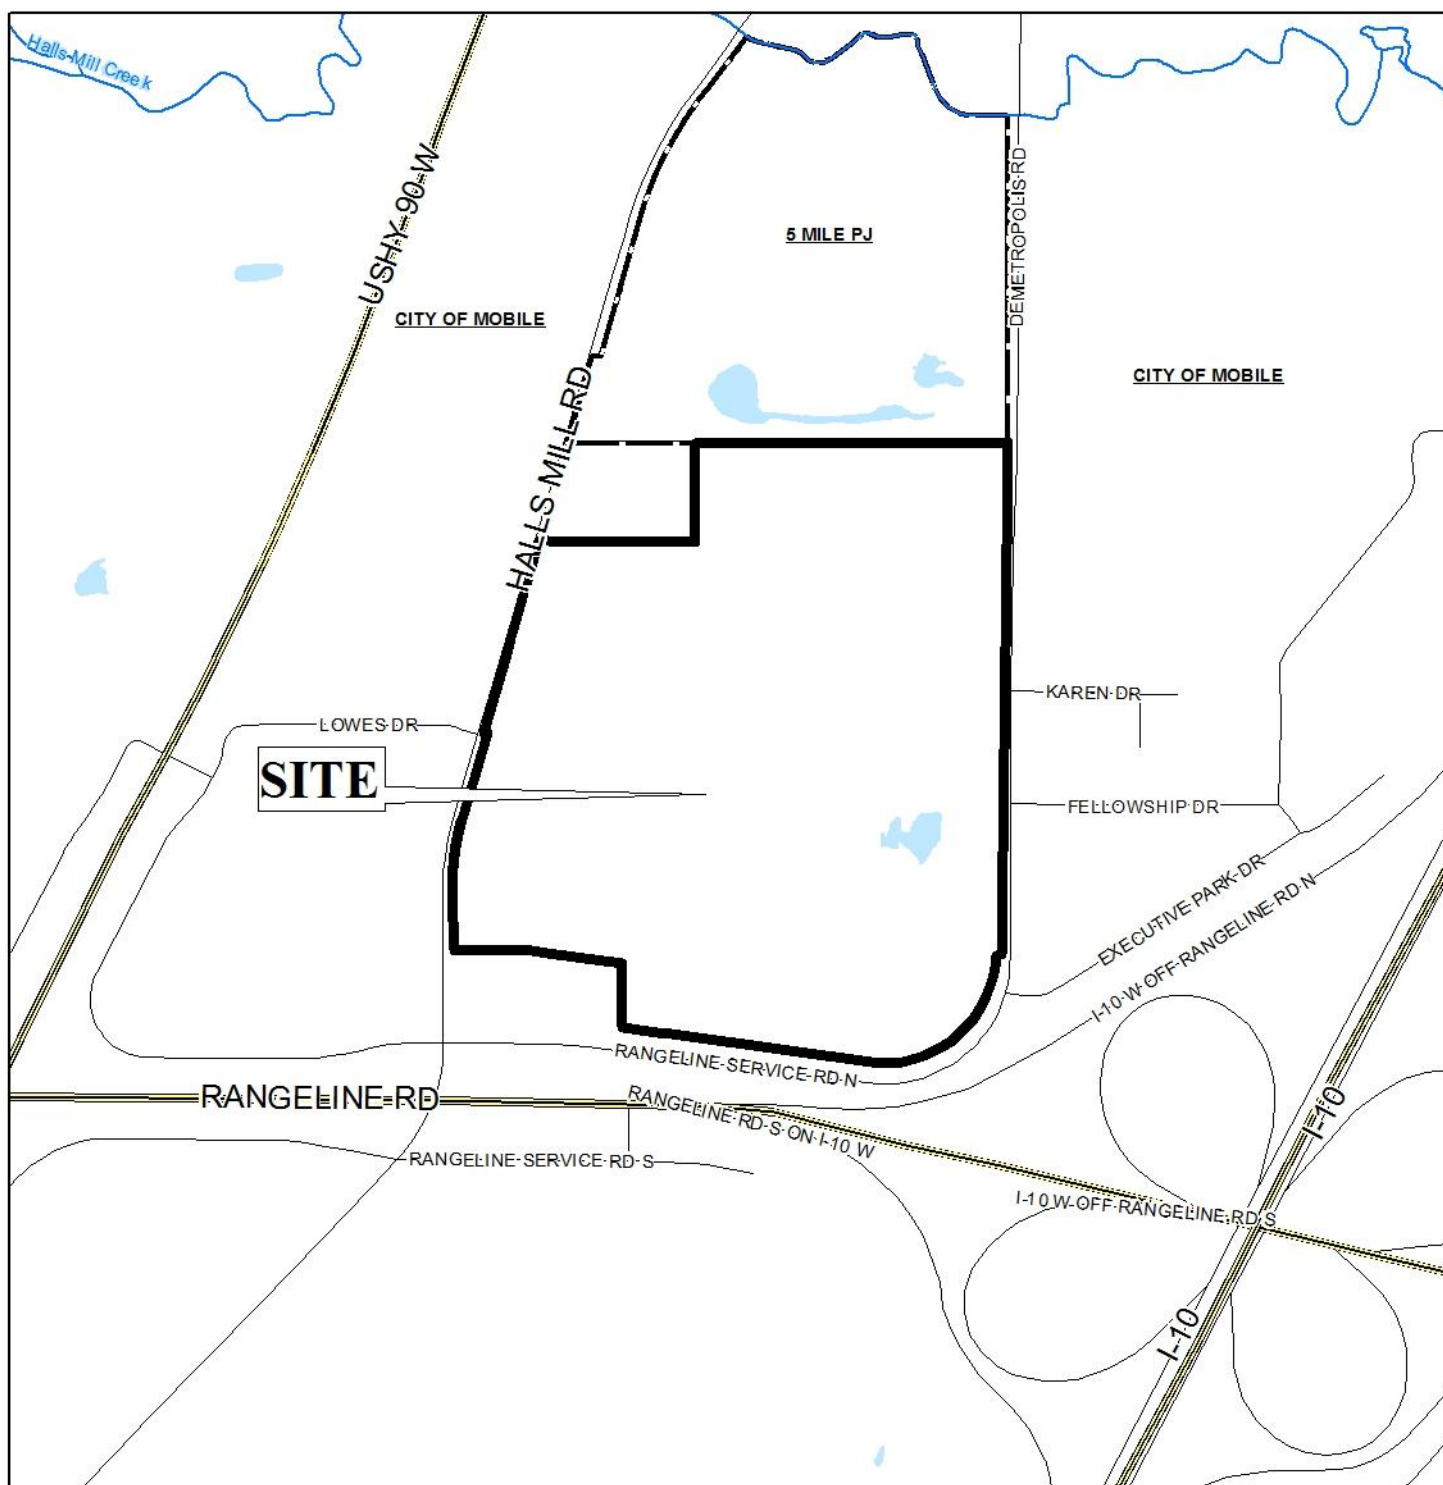 Halls Mill Creek
USHY 90 W
DEMETROPOLIS RD
5 MILE PJ
CITY OF MOBILE
CITY OF MOBILE
HALLS MILL RD
KAREN DR
LOWES DR
SITE
FELLOWSHIP DR
EXECUTIVE PARK DR
I-10 W OFF RANGELINE RD N
RANGELINE SERVICE RD N
RANGELINE RD
RANGELINE RD S ON I-10 W
I-10
RANGELINE SERVICE RD S
I-10 W OFF RANGELINE RD S
I-10